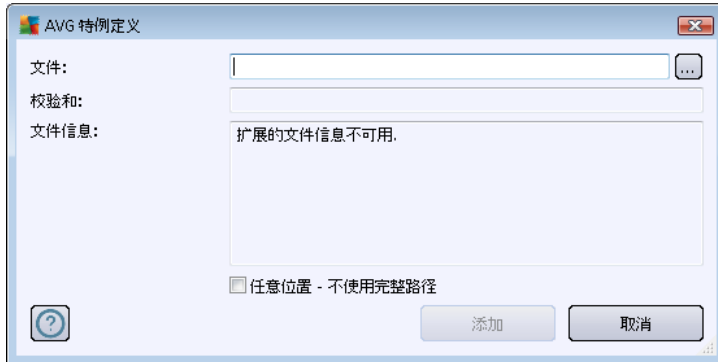 AVG 特例定义
文件:
...
校验和:
文件信息:
扩展的文件信息不可用.
任意位置 - 不使用完整路径
?
添加
取消